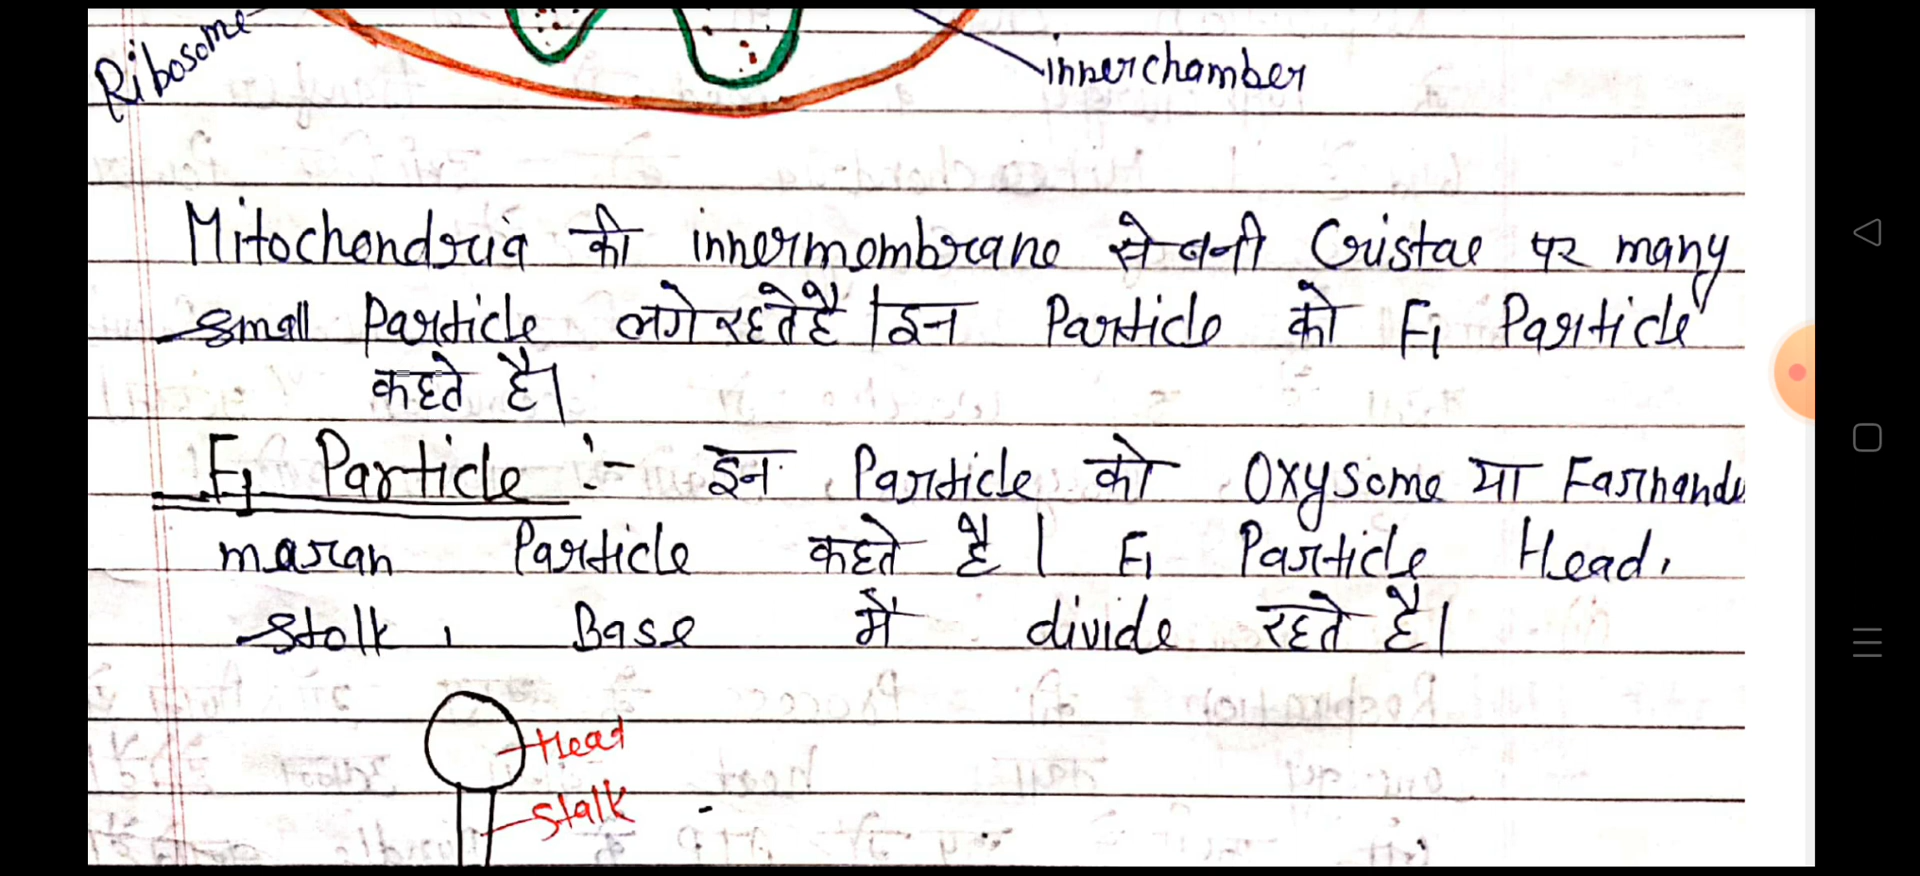 Ribosome
innerchamber
Mitochondria की innermembrane से बनी Cristae पर many
small Particle लगे रहते है। इन Particle को F1 Particle
कहते है।
F1 Particle :- इन Particle को Oxysome या Farnande
maran Particle कहते है। F1 Particle Head,
Stalk, Base में divide रहते है।
Head
Stalk